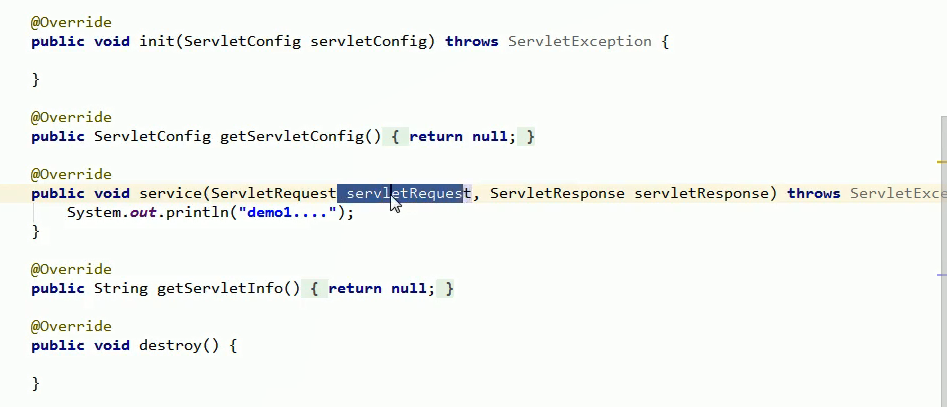 @Override
public void init(ServletConfig servletConfig) throws ServletException {
}
@Override
public ServletConfig getServletConfig() { return null; }
@Override
public void service(ServletRequest servletRequest, ServletResponse servletResponse) throws ServletExce
System.out.println("demo1....");
}
@Override
public String getServletInfo() { return null; }
@Override
public void destroy() {
}